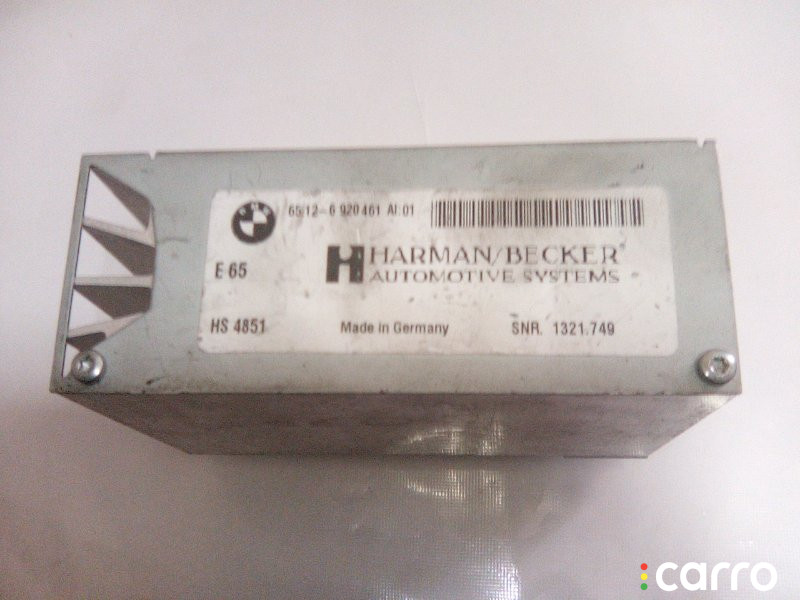 BMW
65.12-6 920 461 AI.01
HARMAN/BECKER
AUTOMOTIVE SYSTEMS
E 65
HS 4851 Made in Germany SNR. 1321.749
carro